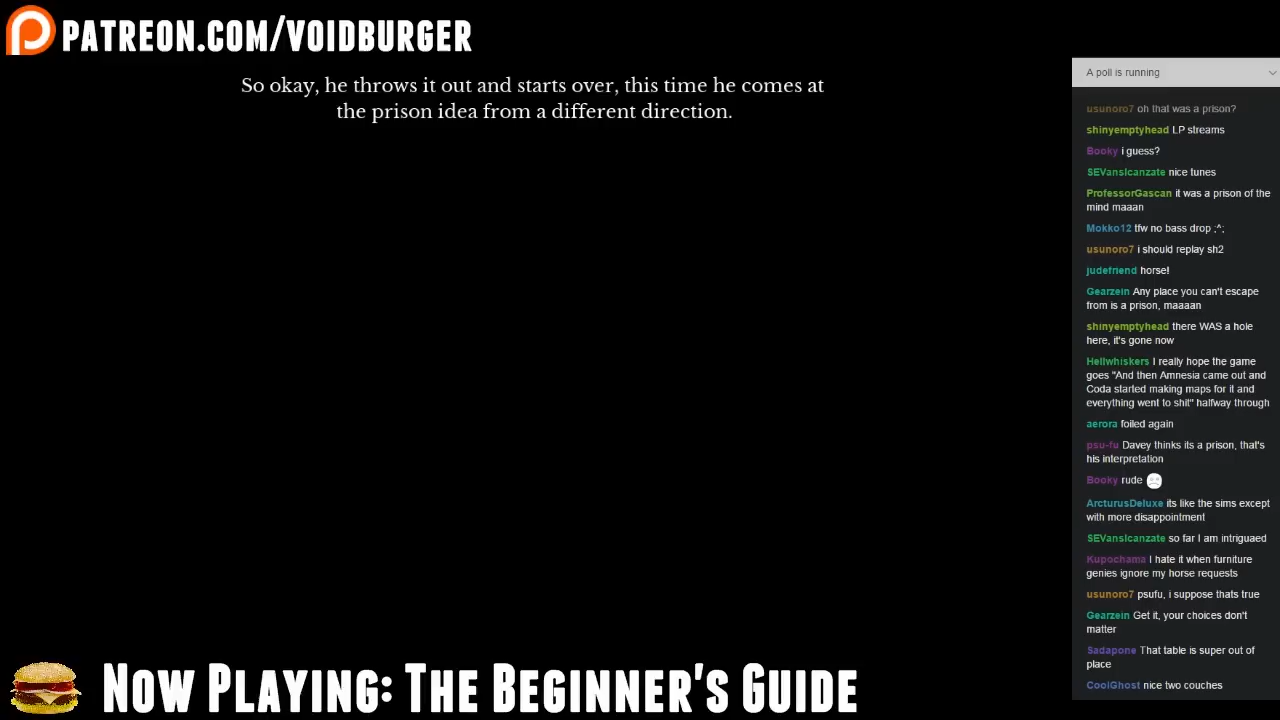 PATREON.COM/VOIDBURGER
So okay, he throws it out and starts over, this time he comes at
the prison idea from a different direction.
A poll is running
usunoro7 oh that was a prison?
shinyemptyhead LP streams
Booky i guess?
SEVansIcanzate nice tunes
ProfessorGascan it was a prison of the
mind maaan
Mokko12 tfw no bass drop ;^;
usunoro7 i should replay sh2
judefriend horse!
Gearzein Any place you can't escape
from is a prison, maaaan
shinyemptyhead there WAS a hole
here, it's gone now
Hellwhiskers I really hope the game
goes "And then Amnesia came out and
Coda started making maps for it and
everything went to shit" halfway through
aerora foiled again
psu-fu Davey thinks its a prison, that's
his interpretation
Booky rude
ArcturusDeluxe its like the sims except
with more disappointment
SEVansIcanzate so far I am intriguaed
Kupochama I hate it when furniture
genies ignore my horse requests
usunoro7 psufu, i suppose thats true
Gearzein Get it, your choices don't
matter
Sadapone That table is super out of
place
CoolGhost nice two couches
NOW PLAYING: THE BEGINNER'S GUIDE